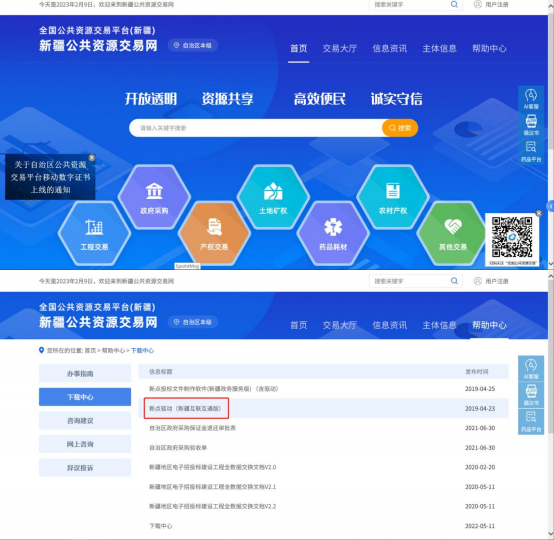 今天是2023年2月9日，欢迎来到新疆公共资源交易网
搜索关键字
用户注册
全国公共资源交易平台(新疆)
新疆公共资源交易网
自治区本级
首页 交易大厅 信息资讯 主体信息 帮助中心
开放透明 资源共享 高效便民 诚实守信
请输入关键字搜索
搜索
AI客服
倡议书
药品平台
关于自治区公共资源
交易平台移动数字证书
上线的通知
政府采购
土地矿权
农村产权
工程交易
产权交易
药品耗材
其他交易
EpointMsg
今天是2023年2月9日，欢迎来到新疆公共资源交易网
搜索关键字
用户注册
全国公共资源交易平台(新疆)
新疆公共资源交易网
自治区本级
首页 交易大厅 信息资讯 主体信息 帮助中心
您所在的位置: 首页 > 帮助中心 > 下载中心
办事指南
下载中心
咨询建议
网上咨询
异议投诉
信息标题 发布时间
新点投标文件制作软件(新疆政务服务版)（含驱动） 2019-04-25
新点驱动（新疆互联互通版） 2019-04-23
自治区政府采购保证金退还审批表 2021-06-30
自治区政府采购验收单 2021-06-30
新疆地区电子招投标建设工程全数据交换文档V2.0 2020-02-20
新疆地区电子招投标建设工程全数据交换文档V2.1 2020-05-11
新疆地区电子招投标建设工程全数据交换文档V2.2 2020-05-11
下载中心 2022-05-11
AI客服
倡议书
药品平台